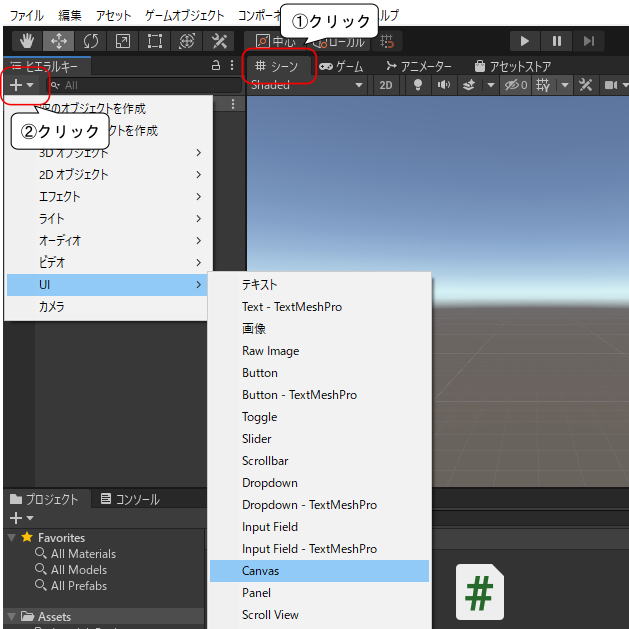 ファイル 編集 アセット ゲームオブジェクト コンポーネ ルプ
①クリック
中心 ローカル
ヒエラルキー
シーン ゲーム アニメーター アセットストア
All
Shaded 2D 0
②クリック
のオブジェクトを作成
クトを作成
3D オブジェクト
2D オブジェクト
エフェクト
ライト
オーディオ
ビデオ
UI
カメラ
テキスト
Text - TextMeshPro
画像
Raw Image
Button
Button - TextMeshPro
Toggle
Slider
Scrollbar
Dropdown
Dropdown - TextMeshPro
Input Field
Input Field - TextMeshPro
Canvas
Panel
Scroll View
プロジェクト コンソール
Favorites
All Materials
All Models
All Prefabs
Assets
#